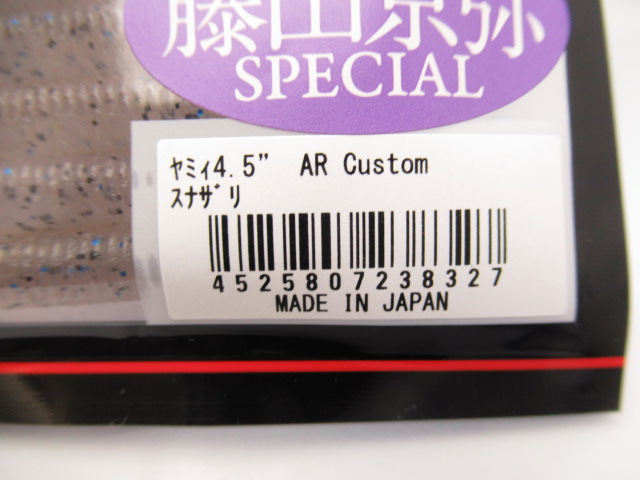 藤田京弥
SPECIAL
ﾔﾐｨ4.5” AR Custom
ｽﾅｻﾞﾘ
4525807238327
MADE IN JAPAN